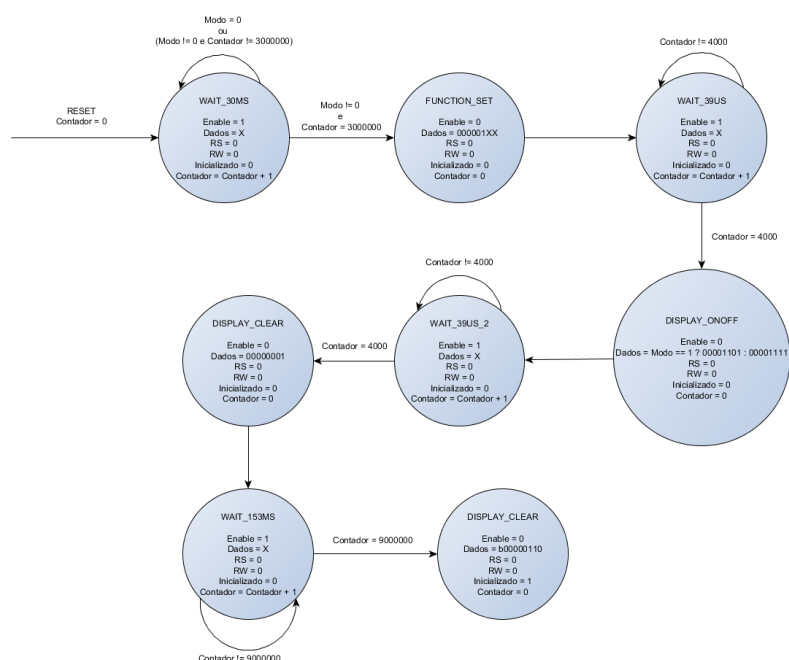 Modo = 0
ou
(Modo != 0 e Contador != 3000000)
RESET
Contador = 0
WAIT_30MS
Enable = 1
Dados = X
RS = 0
RW = 0
Inicializado = 0
Contador = Contador + 1
Modo != 0
e
Contador = 3000000
FUNCTION_SET
Enable = 0
Dados = 000001XX
RS = 0
RW = 0
Inicializado = 0
Contador = 0
Contador != 4000
WAIT_39US
Enable = 1
Dados = X
RS = 0
RW = 0
Inicializado = 0
Contador = Contador + 1
Contador = 4000
DISPLAY_ONOFF
Enable = 0
Dados = Modo == 1 ? 00001101 : 00001111
RS = 0
RW = 0
Inicializado = 0
Contador = 0
Contador != 4000
WAIT_39US_2
Enable = 1
Dados = X
RS = 0
RW = 0
Inicializado = 0
Contador = Contador + 1
Contador = 4000
DISPLAY_CLEAR
Enable = 0
Dados = 00000001
RS = 0
RW = 0
Inicializado = 0
Contador = 0
WAIT_153MS
Enable = 1
Dados = X
RS = 0
RW = 0
Inicializado = 0
Contador = Contador + 1
Contador != 9000000
Contador = 9000000
DISPLAY_CLEAR
Enable = 0
Dados = b00000110
RS = 0
RW = 0
Inicializado = 1
Contador = 0